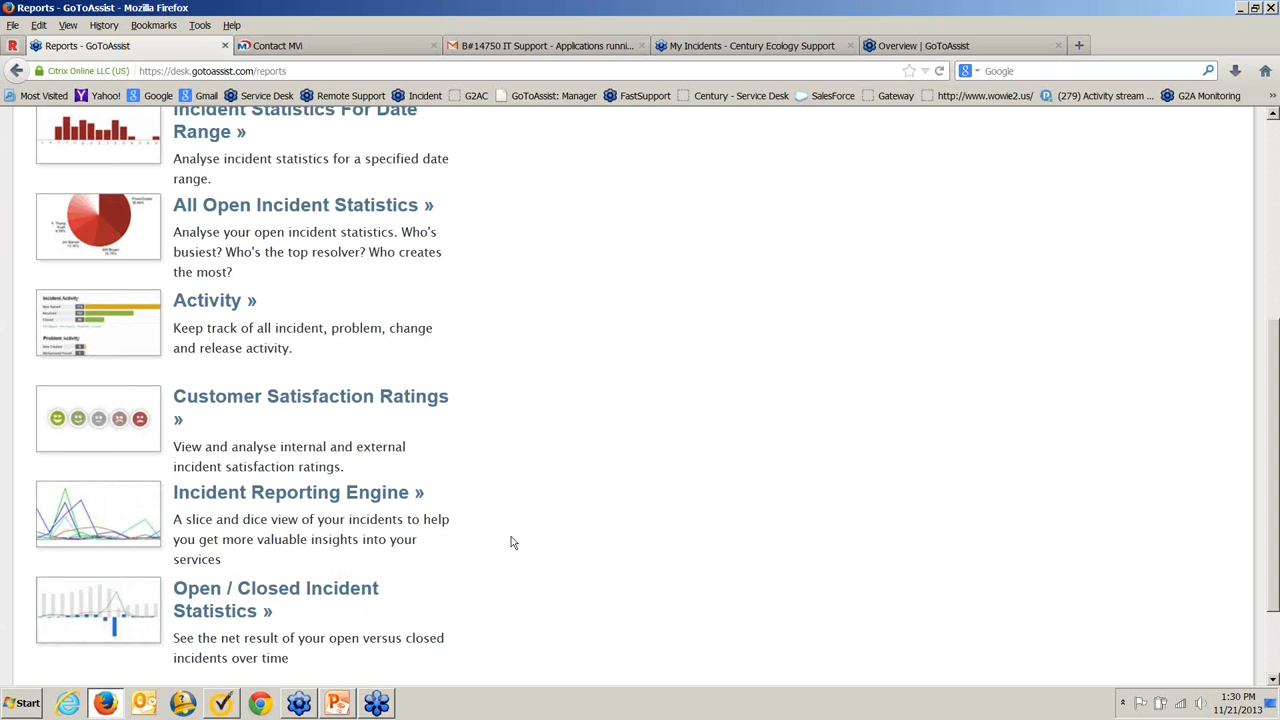 Reports - GoToAssist - Mozilla Firefox
File Edit View History Bookmarks Tools Help
R Reports - GoToAssist × Contact MVi × B#14750 IT Support - Applications runni... × My Incidents - Century Ecology Support × Overview | GoToAssist × +
Citrix Online LLC (US) https://desk.gotoassist.com/reports Google
Most Visited Yahoo! Google Gmail Service Desk Remote Support Incident G2AC GoToAssist: Manager FastSupport Century - Service Desk SalesForce Gateway http://www.wowie2.us/ (279) Activity stream ... G2A Monitoring »
Incident Statistics For Date
Range »
Analyse incident statistics for a specified date
range.
All Open Incident Statistics »
Analyse your open incident statistics. Who's
busiest? Who's the top resolver? Who creates
the most?
Activity »
Keep track of all incident, problem, change
and release activity.
Incident Activity
Problem Activity
Customer Satisfaction Ratings
»
View and analyse internal and external
incident satisfaction ratings.
Incident Reporting Engine »
A slice and dice view of your incidents to help
you get more valuable insights into your
services
Open / Closed Incident
Statistics »
See the net result of your open versus closed
incidents over time
Start
1:30 PM
11/21/2013